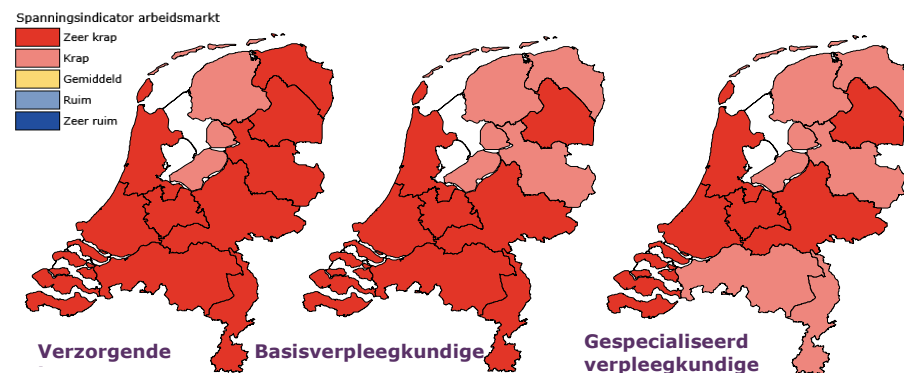 Spanningsindicator arbeidsmarkt
Zeer krap
Krap
Gemiddeld
Ruim
Zeer ruim
Verzorgende
Basisverpleegkundige
Gespecialiseerd
verpleegkundige